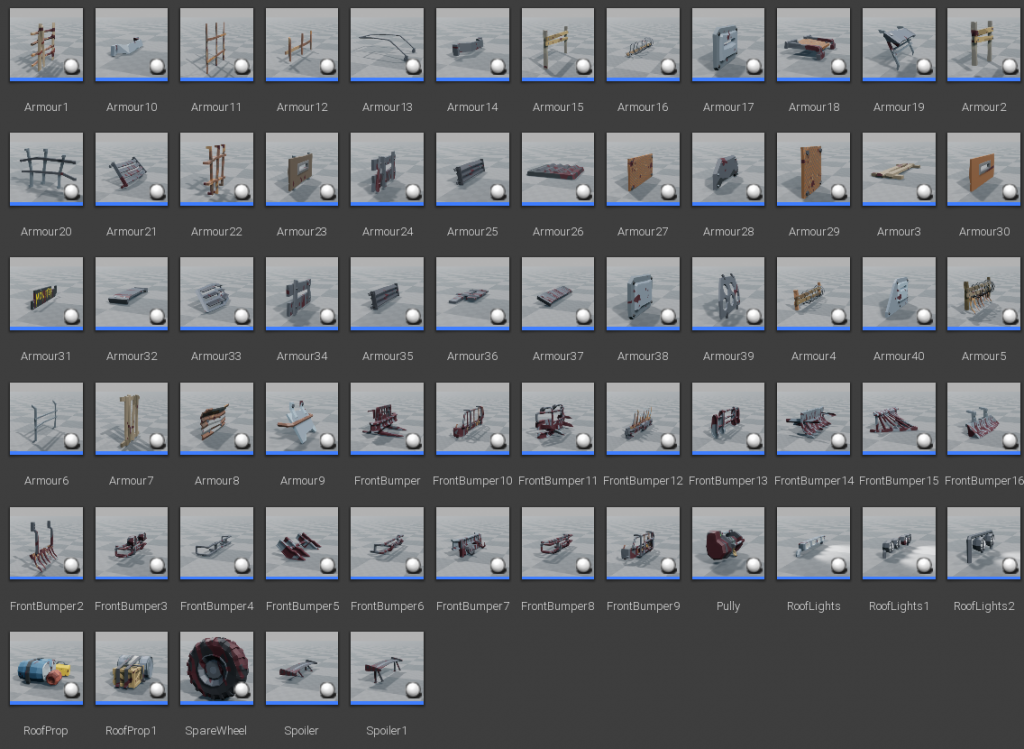 Armour1 Armour10 Armour11 Armour12 Armour13 Armour14 Armour15 Armour16 Armour17 Armour18 Armour19 Armour2
Armour20 Armour21 Armour22 Armour23 Armour24 Armour25 Armour26 Armour27 Armour28 Armour29 Armour3 Armour30
Armour31 Armour32 Armour33 Armour34 Armour35 Armour36 Armour37 Armour38 Armour39 Armour4 Armour40 Armour5
Armour6 Armour7 Armour8 Armour9 FrontBumper FrontBumper10 FrontBumper11 FrontBumper12 FrontBumper13 FrontBumper14 FrontBumper15 FrontBumper16
FrontBumper2 FrontBumper3 FrontBumper4 FrontBumper5 FrontBumper6 FrontBumper7 FrontBumper8 FrontBumper9 Pully RoofLights RoofLights1 RoofLights2
RoofProp RoofProp1 SpareWheel Spoiler Spoiler1